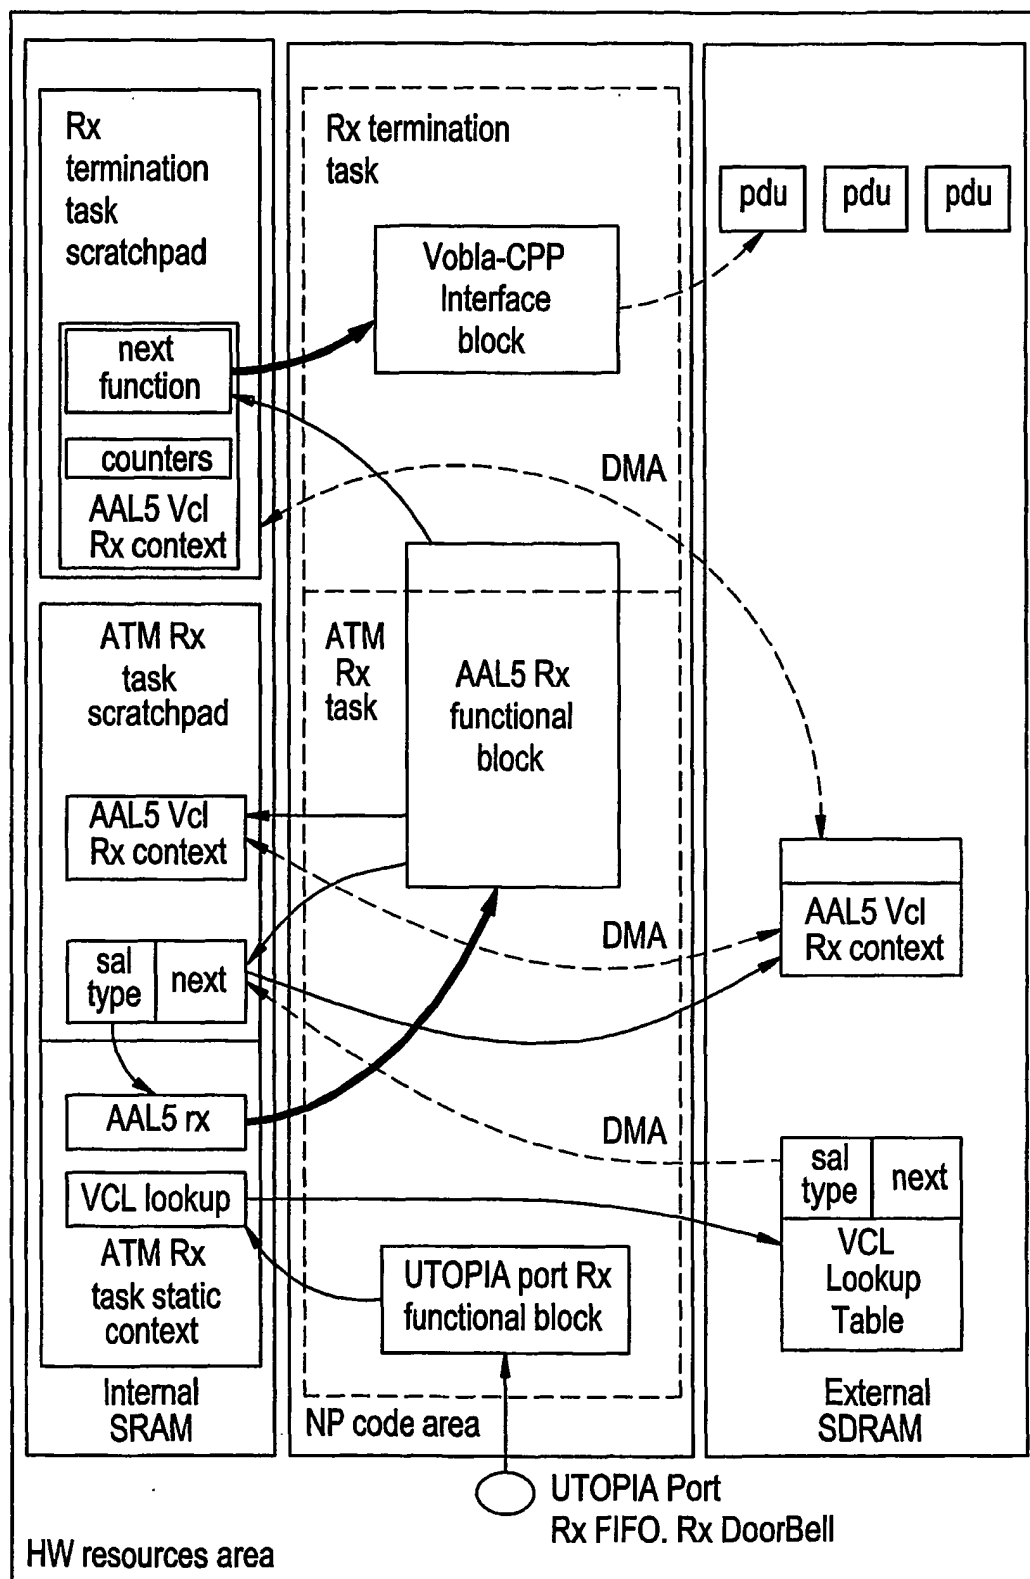 Rx
termination
task
scratchpad
next
function
counters
AAL5 Vcl
Rx context
ATM Rx
task
scratchpad
AAL5 Vcl
Rx context
sal
type
next
AAL5 rx
VCL lookup
ATM Rx
task static
context
Internal
SRAM
Rx termination
task
Vobla-CPP
Interface
block
DMA
ATM
Rx
task
AAL5 Rx
functional
block
DMA
DMA
UTOPIA port Rx
functional block
NP code area
pdu
pdu
pdu
AAL5 Vcl
Rx context
sal
type
next
VCL
Lookup
Table
External
SDRAM
UTOPIA Port
Rx FIFO. Rx DoorBell
HW resources area